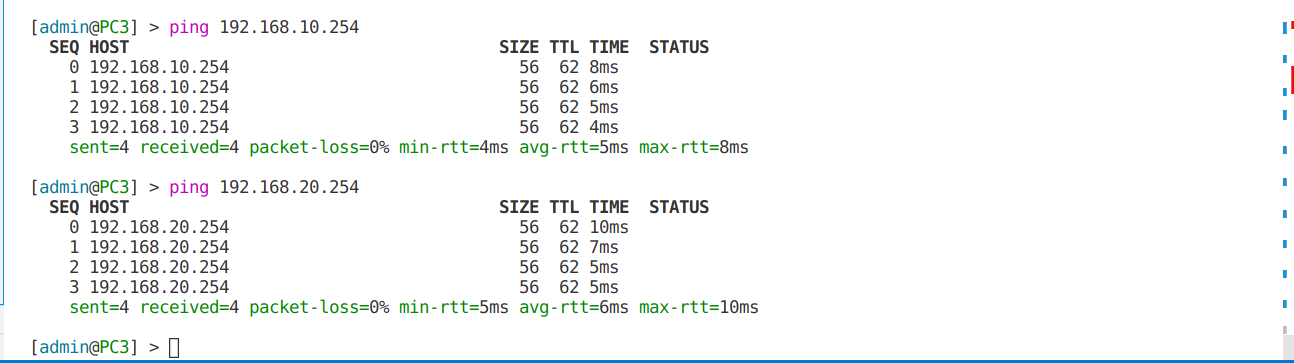 [admin@PC3] > ping 192.168.10.254
SEQ HOST SIZE TTL TIME STATUS
0 192.168.10.254 56 62 8ms
1 192.168.10.254 56 62 6ms
2 192.168.10.254 56 62 5ms
3 192.168.10.254 56 62 4ms
sent=4 received=4 packet-loss=0% min-rtt=4ms avg-rtt=5ms max-rtt=8ms
[admin@PC3] > ping 192.168.20.254
SEQ HOST SIZE TTL TIME STATUS
0 192.168.20.254 56 62 10ms
1 192.168.20.254 56 62 7ms
2 192.168.20.254 56 62 5ms
3 192.168.20.254 56 62 5ms
sent=4 received=4 packet-loss=0% min-rtt=5ms avg-rtt=6ms max-rtt=10ms
[admin@PC3] >